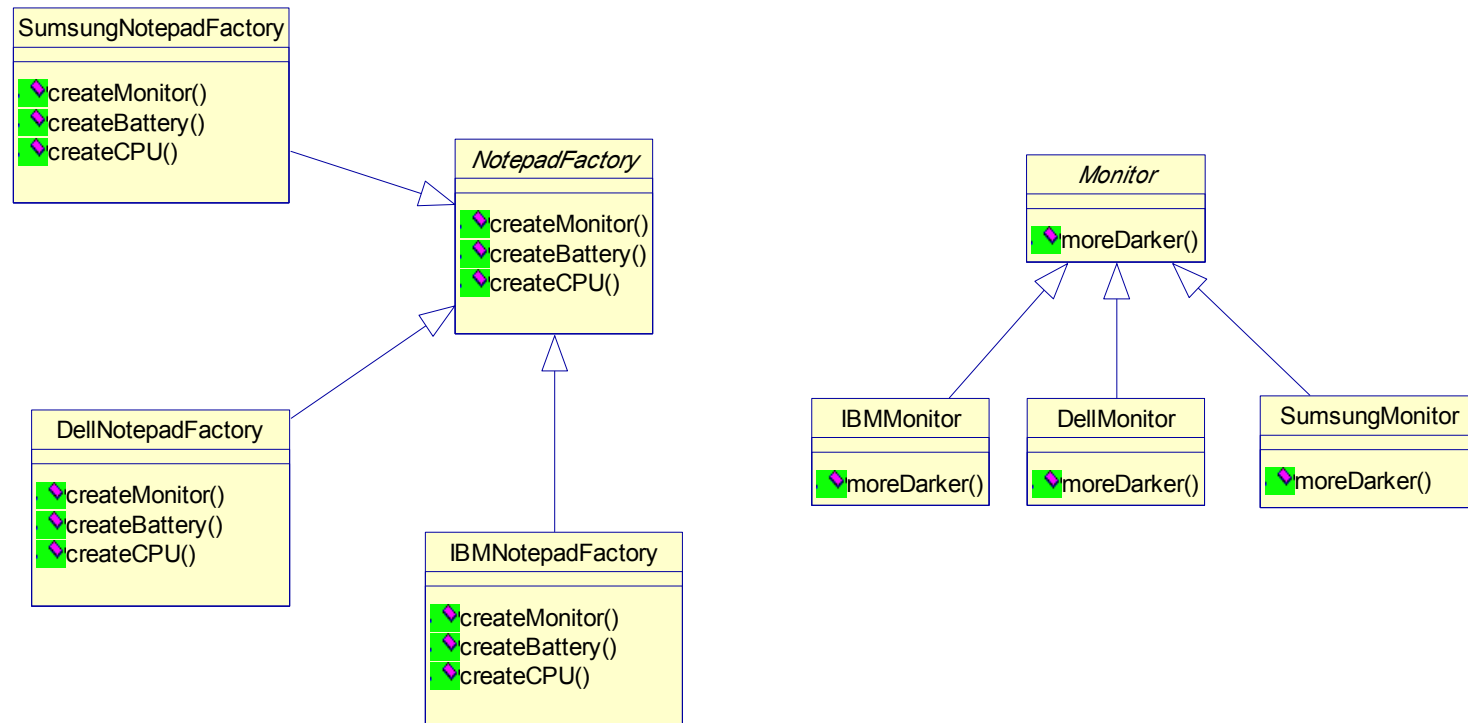 SumsungNotepadFactory
createMonitor()
createBattery()
createCPU()
NotepadFactory
createMonitor()
createBattery()
createCPU()
DellNotepadFactory
createMonitor()
createBattery()
createCPU()
IBMNotepadFactory
createMonitor()
createBattery()
createCPU()
Monitor
moreDarker()
IBMMonitor
moreDarker()
DellMonitor
moreDarker()
SumsungMonitor
moreDarker()